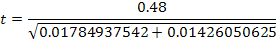 t = 0.48 / √(0.01784937542 + 0.01426050625)